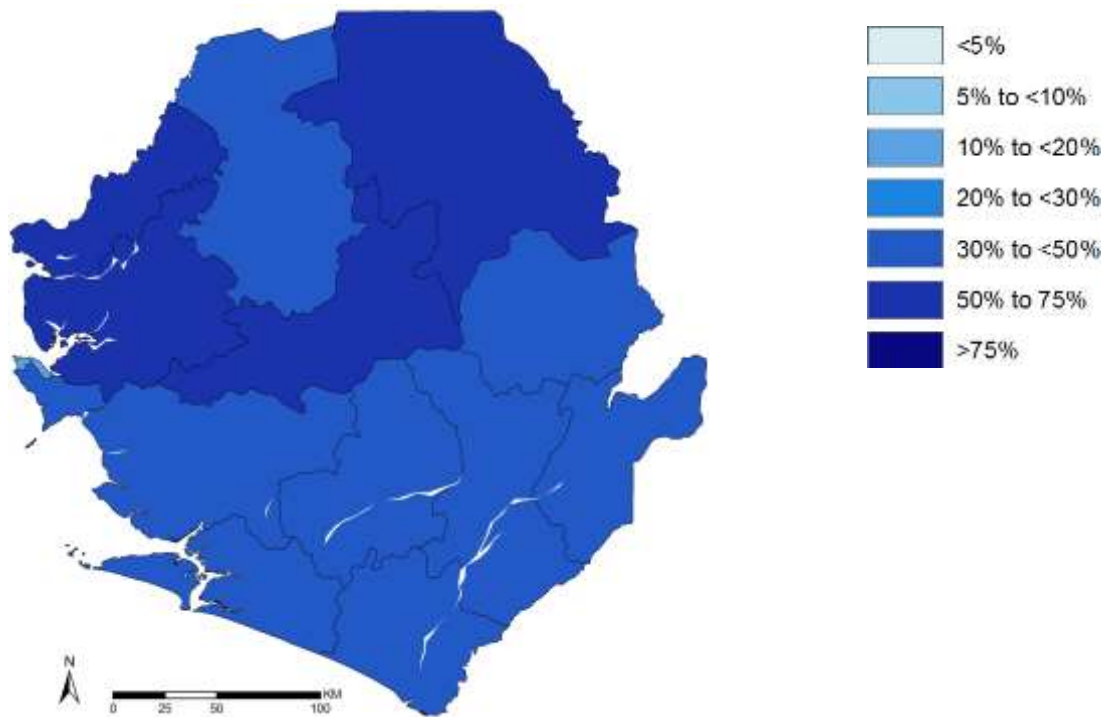 <5%
5% to <10%
10% to <20%
20% to <30%
30% to <50%
50% to 75%
>75%
N
KM
0 25 50 100